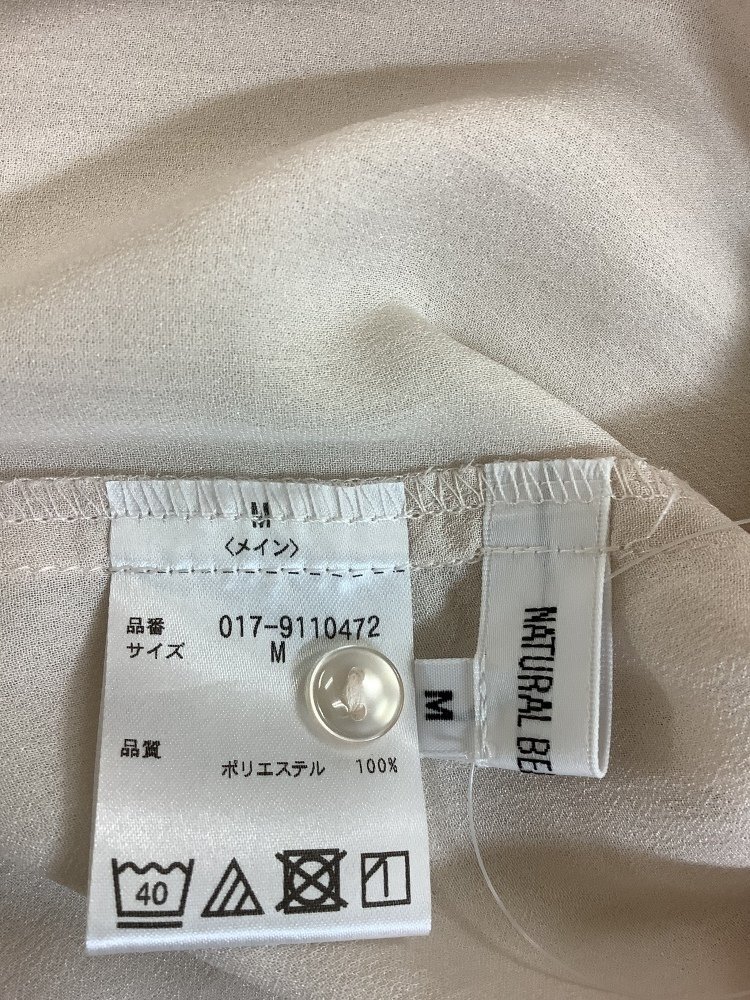 M
〈メイン〉
品番 017-9110472
サイズ M
品質
ポリエステル 100%
40
M
NATURAL